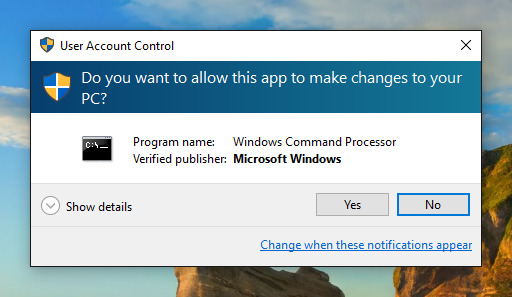 User Account Control
Do you want to allow this app to make changes to your
PC?
C:\_
Program name: Windows Command Processor
Verified publisher: Microsoft Windows
Show details
Yes
No
Change when these notifications appear